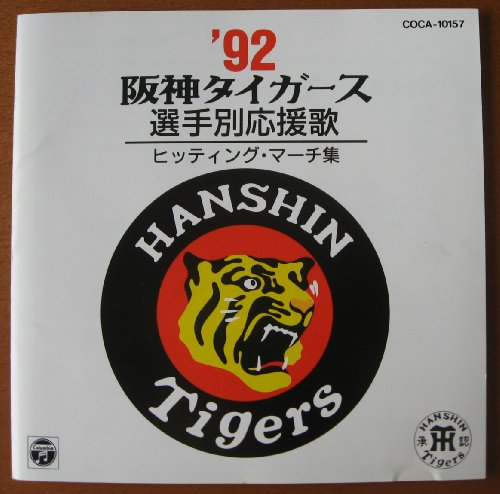 COCA-10157
'92
阪神タイガース
選手別応援歌
ヒッティング・マーチ集
HANSHIN
Tigers
Columbia
HANSHIN
承 認
Tigers